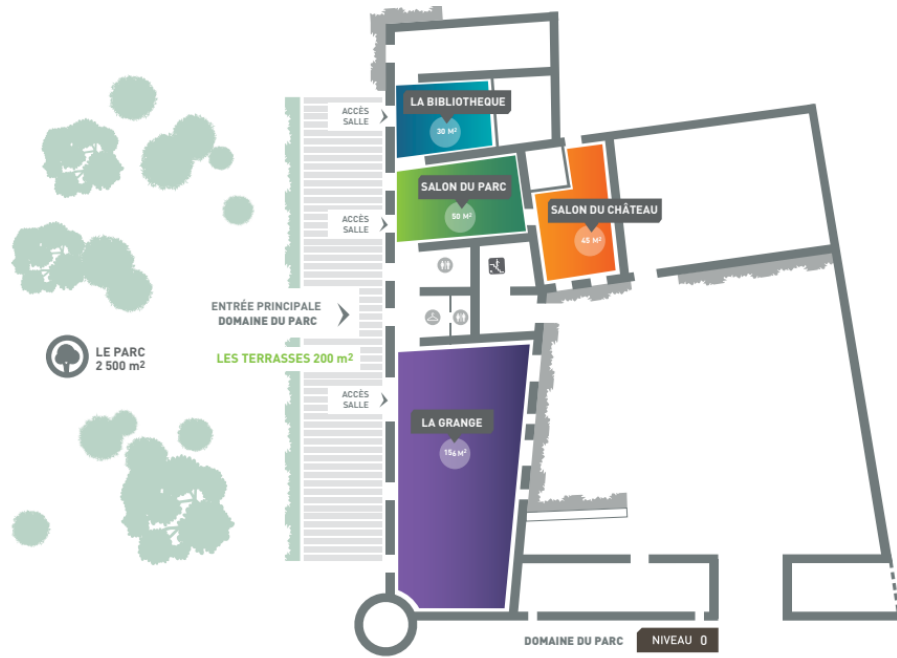 LA BIBLIOTHEQUE
30 M²
ACCÈS
SALLE
SALON DU PARC
50 M²
SALON DU CHÂTEAU
45 M²
ACCÈS
SALLE
ENTRÉE PRINCIPALE
DOMAINE DU PARC
LE PARC
2 500 m²
LES TERRASSES 200 m²
ACCÈS
SALLE
LA GRANGE
156 M²
DOMAINE DU PARC
NIVEAU 0